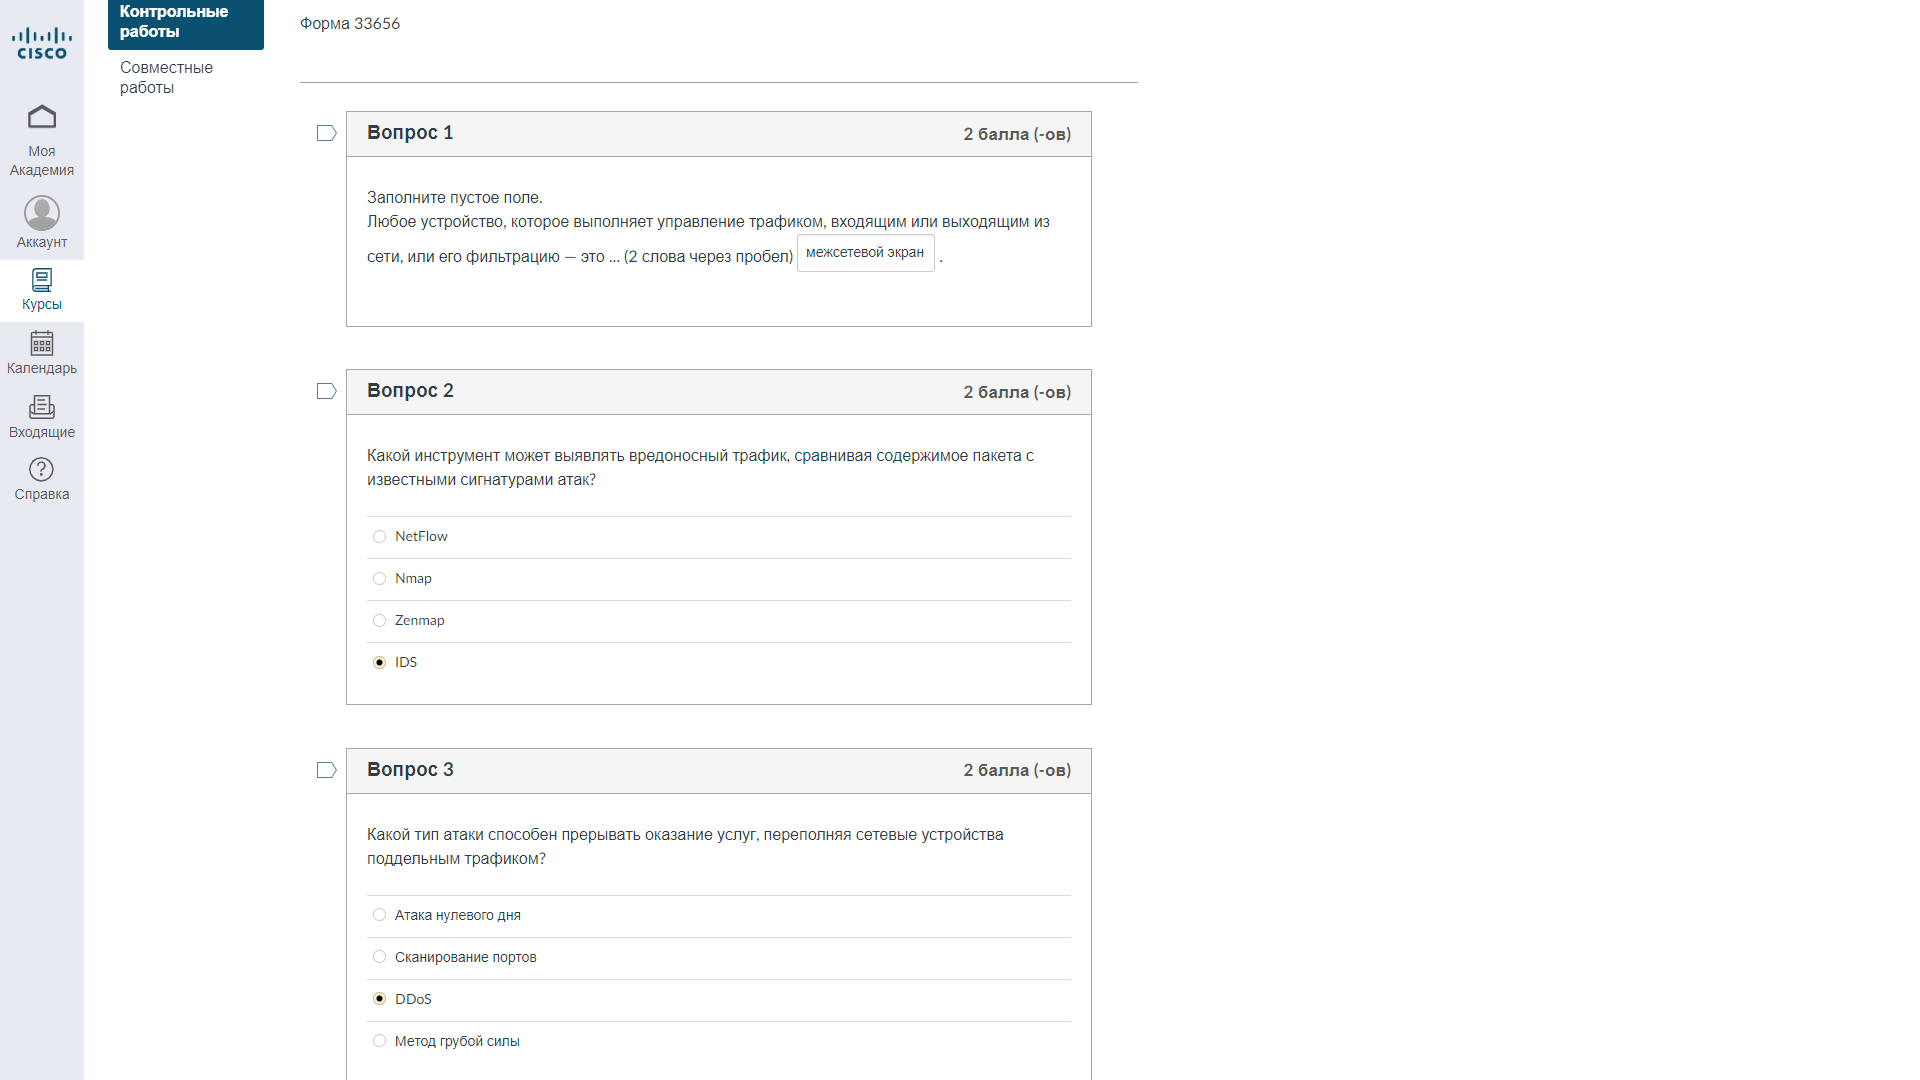 CISCO
Моя
Академия
Аккаунт
Курсы
Календарь
Входящие
Справка
Контрольные
работы
Совместные
работы
Форма 33656
Вопрос 1
2 балла (-ов)
Заполните пустое поле.
Любое устройство, которое выполняет управление трафиком, входящим или выходящим из
сети, или его фильтрацию — это ... (2 слова через пробел) межсетевой экран .
Вопрос 2
2 балла (-ов)
Какой инструмент может выявлять вредоносный трафик, сравнивая содержимое пакета с
известными сигнатурами атак?
NetFlow
Nmap
Zenmap
IDS
Вопрос 3
2 балла (-ов)
Какой тип атаки способен прерывать оказание услуг, переполняя сетевые устройства
поддельным трафиком?
Атака нулевого дня
Сканирование портов
DDoS
Метод грубой силы